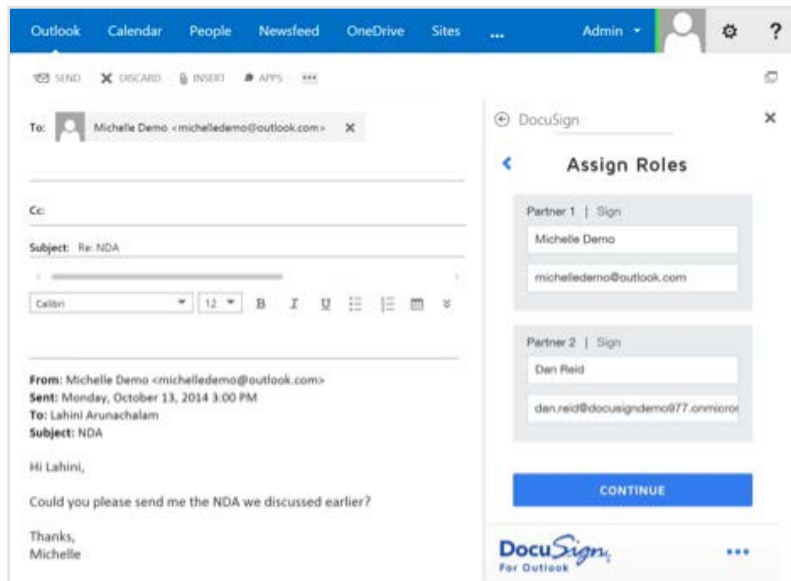 Outlook Calendar People Newsfeed OneDrive Sites ... Admin ?
SEND DISCARD INSERT APPS
To: Michelle Demo <michelledemo@outlook.com>
Cc:
Subject: Re: NDA
Calibri 12 B I U
From: Michelle Demo <michelledemo@outlook.com>
Sent: Monday, October 13, 2014 3:00 PM
To: Lahini Arunachalam
Subject: NDA
Hi Lahini,
Could you please send me the NDA we discussed earlier?
Thanks,
Michelle
DocuSign
Assign Roles
Partner 1 | Sign
Michelle Demo
michelledemo@outlook.com
Partner 2 | Sign
Dan Reid
dan.reid@docusigndemo977.onmicro
CONTINUE
DocuSign
For Outlook